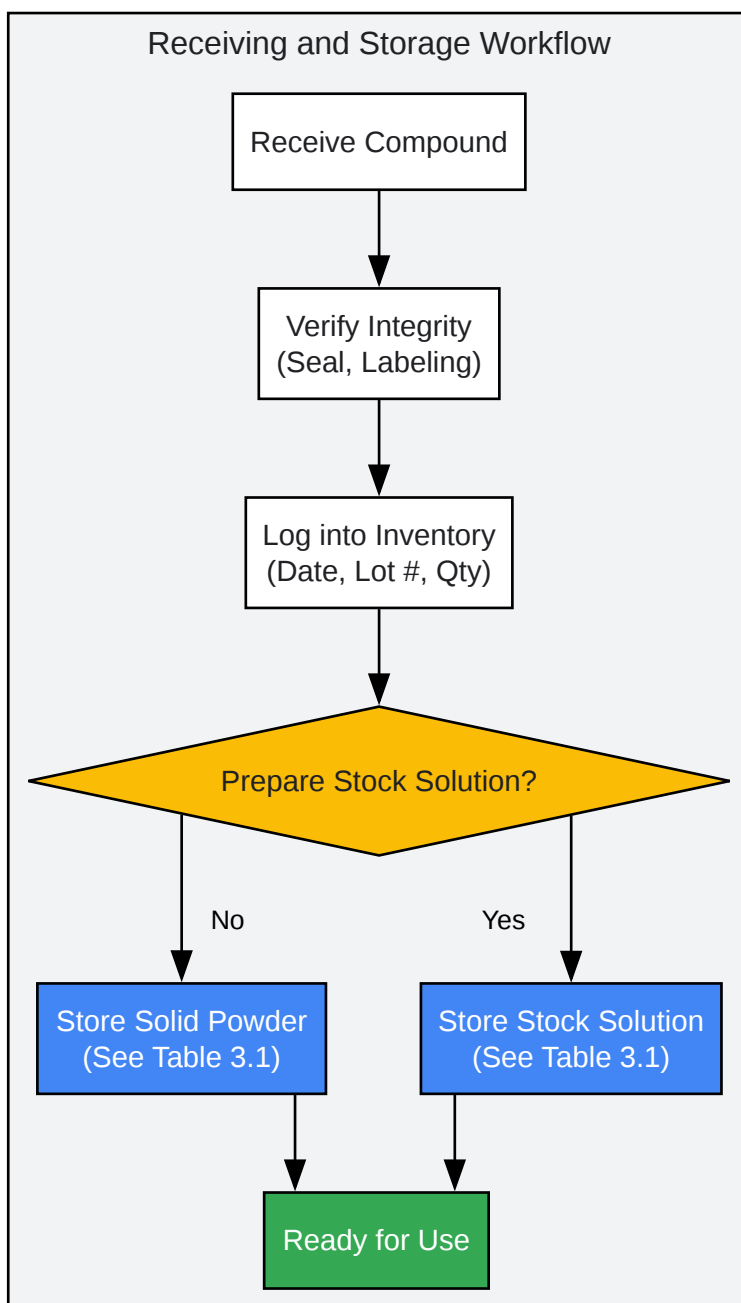 Receiving and Storage Workflow
Receive Compound
Verify Integrity
(Seal, Labeling)
Log into Inventory
(Date, Lot #, Qty)
Prepare Stock Solution?
No
Yes
Store Solid Powder
(See Table 3.1)
Store Stock Solution
(See Table 3.1)
Ready for Use